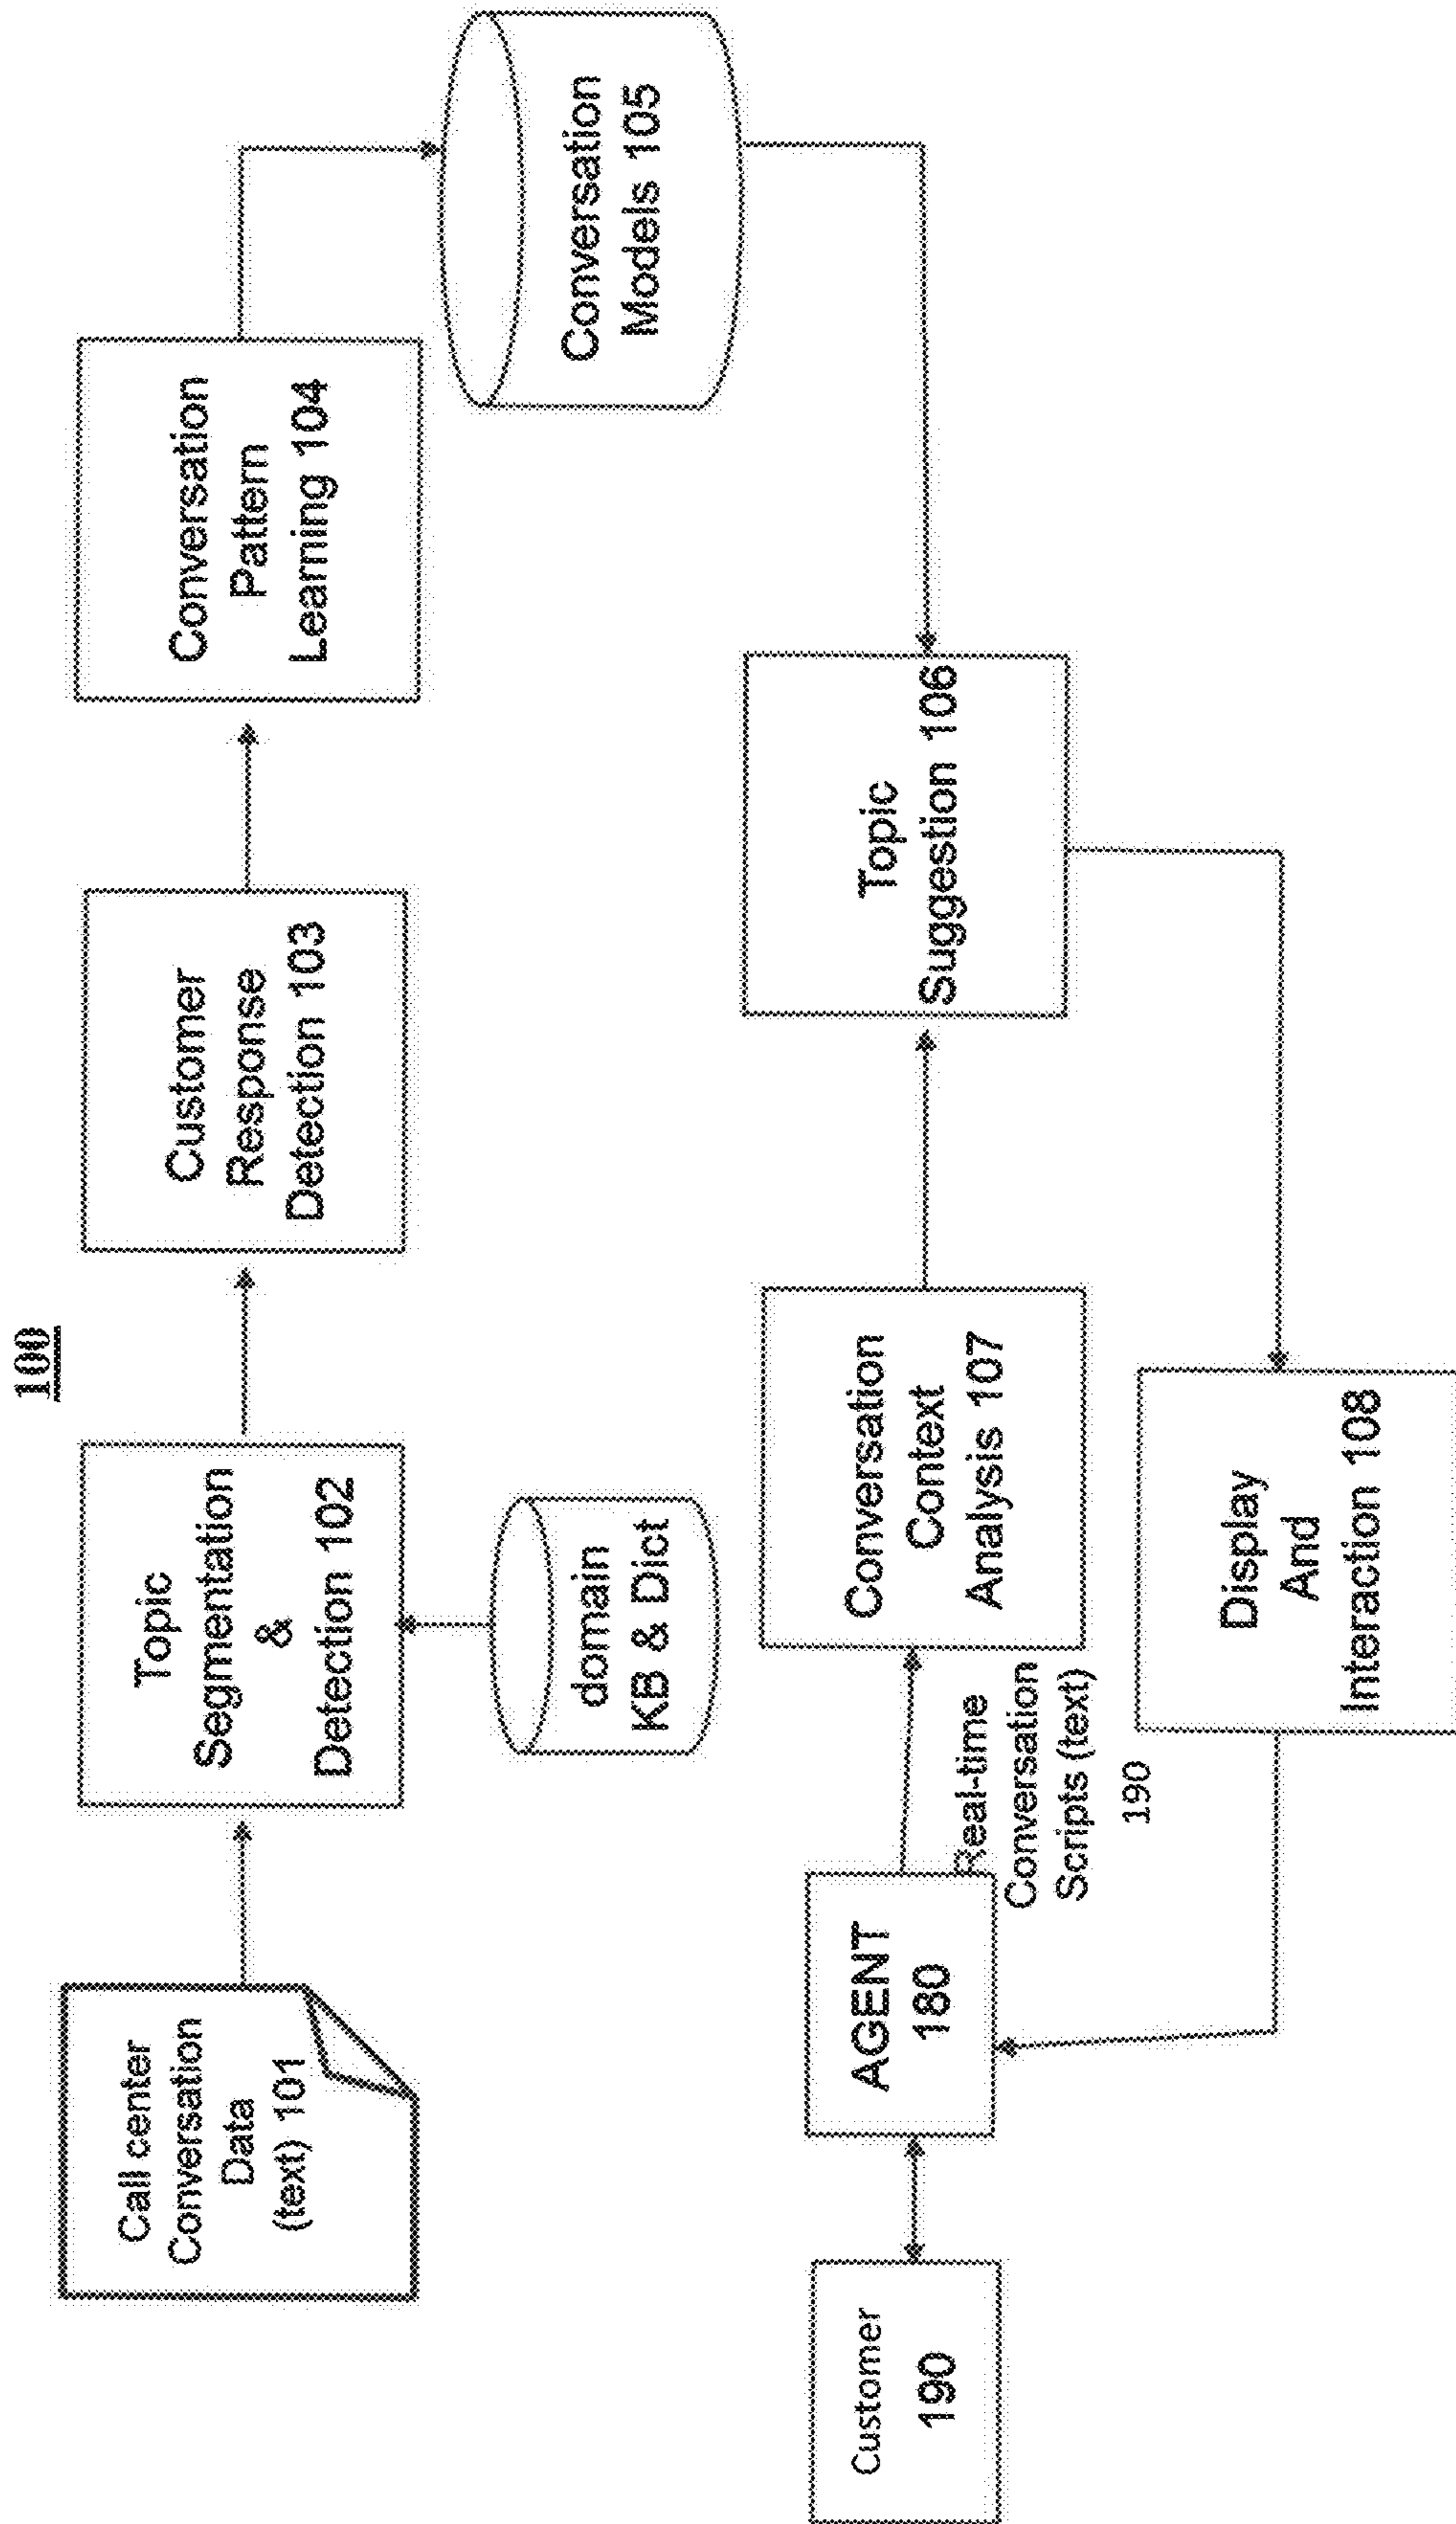 100
Call center
Conversation
Data
(text) 101
Topic
Segmentation
&
Detection 102
Customer
Response
Detection 103
Conversation
Pattern
Learning 104
domain
KB & Dict
Conversation
Models 105
Customer
190
AGENT
180
Real-time
Conversation
Scripts (text)
190
Conversation
Context
Analysis 107
Topic
Suggestion 106
Display
And
Interaction 108